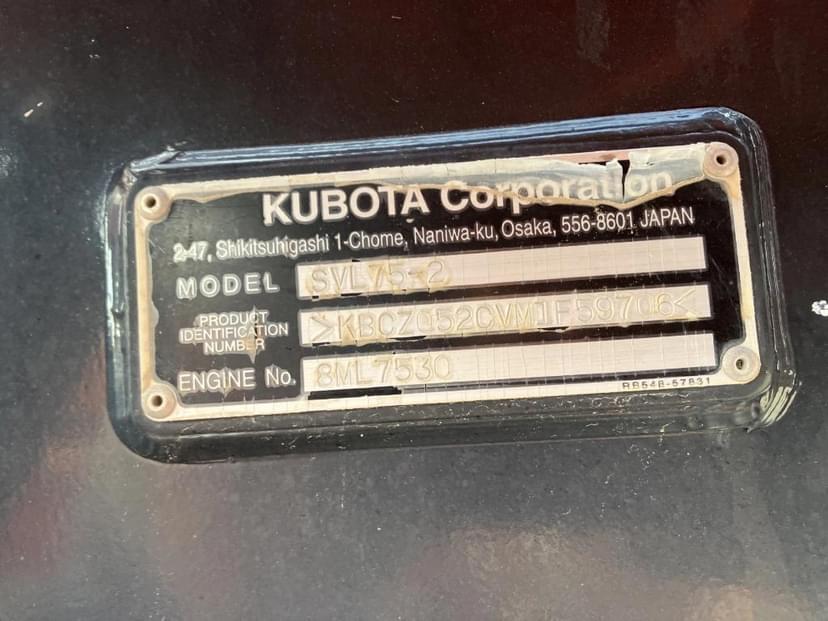 KUBOTA Corporation
2-47, Shikitsuhigashi 1-Chome, Naniwa-ku, Osaka, 556-8601 JAPAN
MODEL SVL75-2
PRODUCT
IDENTIFICATION
NUMBER >KBCZ052CVM1F59706<
ENGINE No. 8ML7530
RB54B-57831